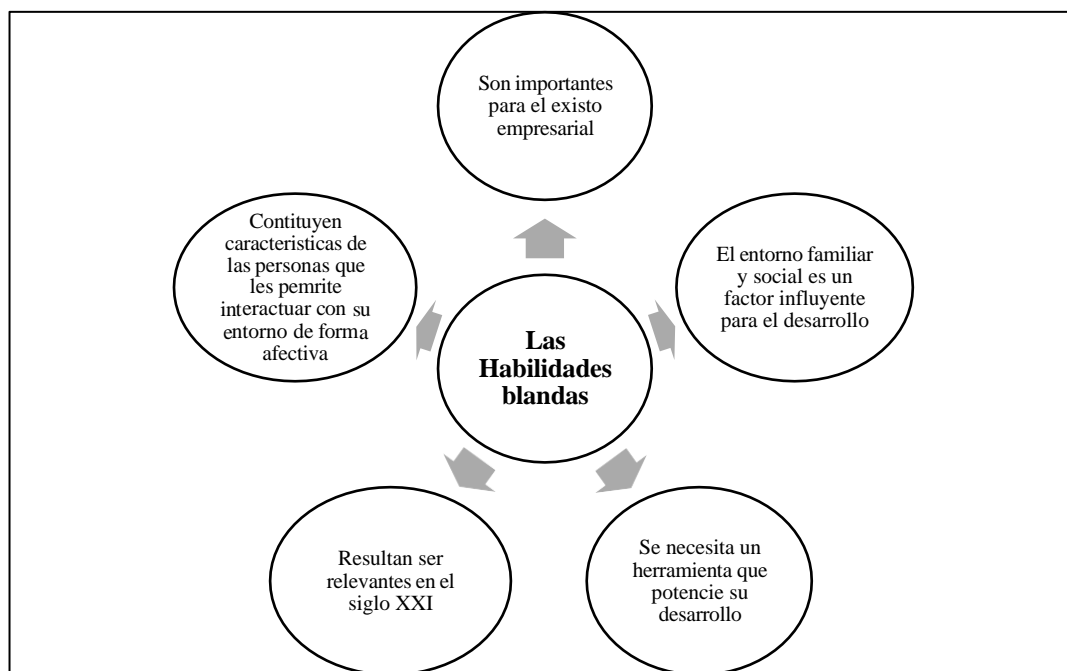 Son importantes
para el existo
empresarial
Contituyen
caracteristicas de
las personas que
les pemrite
interactuar con su
entorno de forma
afectiva
El entorno familiar
y social es un
factor influyente
para el desarrollo
Las
Habilidades
blandas
Resultan ser
relevantes en el
siglo XXI
Se necesita un
herramienta que
potencie su
desarrollo